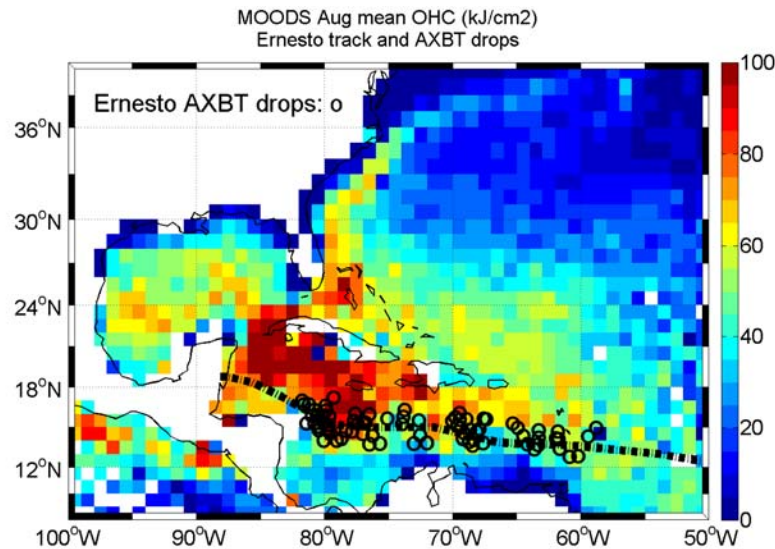 MOODS Aug mean OHC (kJ/cm2)
Ernesto track and AXBT drops
Ernesto AXBT drops: o
100
80
60
40
20
0
36°N
30°N
24°N
18°N
12°N
100°W 90°W 80°W 70°W 60°W 50°W